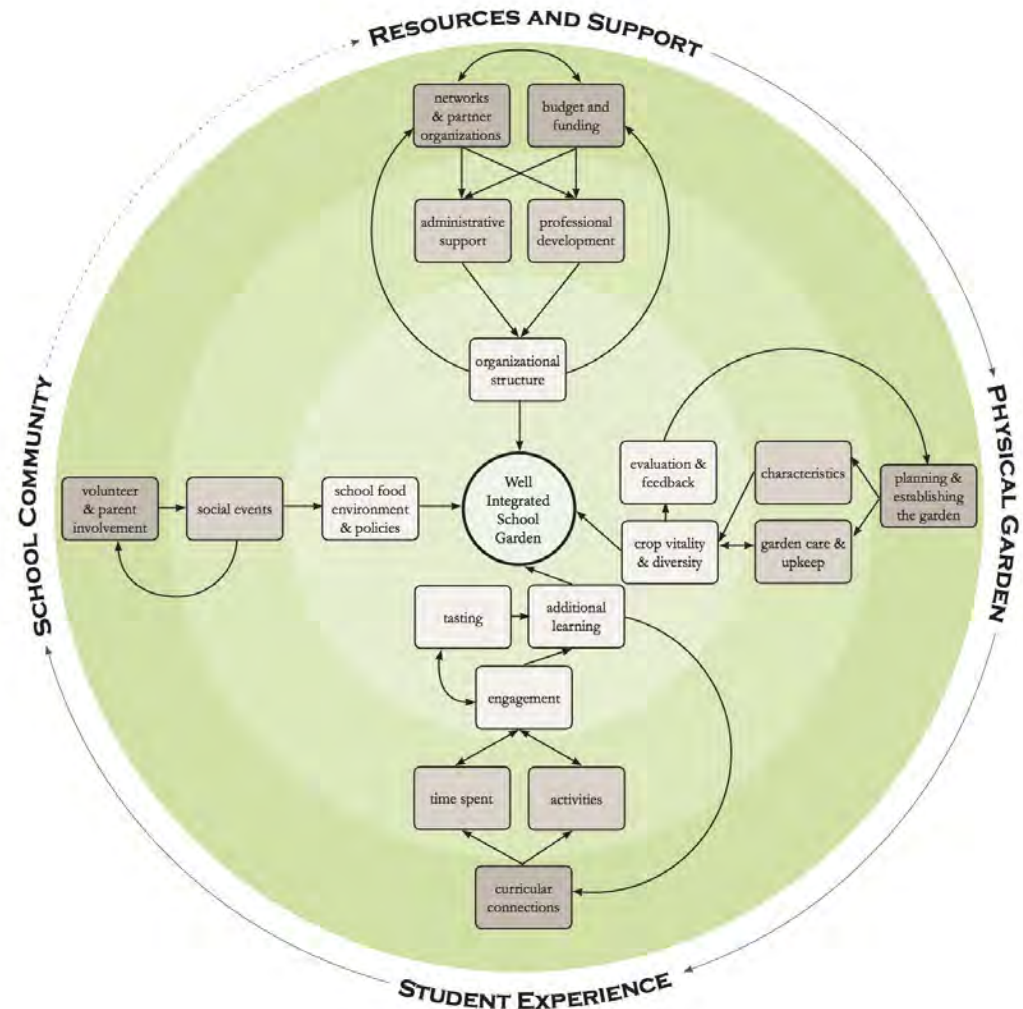 RESOURCES AND SUPPORT
networks
& partner
organizations
budget and
funding
administrative
support
professional
development
organizational
structure
SCHOOL COMMUNITY
PHYSICAL GARDEN
volunteer
& parent
involvement
social events
school food
environment
& policies
Well
Integrated
School
Garden
evaluation &
feedback
characteristics
planning &
establishing
the garden
crop vitality
& diversity
garden care &
upkeep
tasting
additional
learning
engagement
time spent
activities
curricular
connections
STUDENT EXPERIENCE